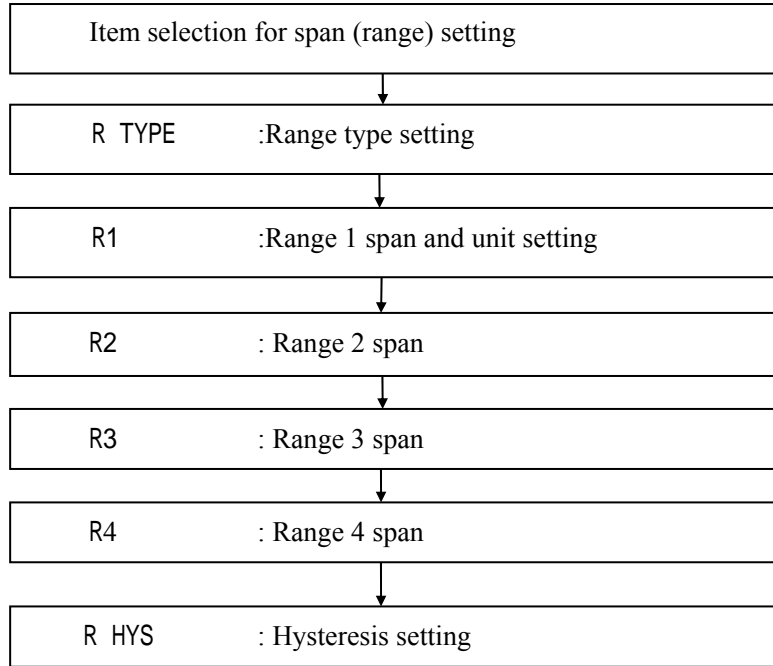 Item selection for span (range) setting
R TYPE :Range type setting
R1 :Range 1 span and unit setting
R2 : Range 2 span
R3 : Range 3 span
R4 : Range 4 span
R HYS : Hysteresis setting